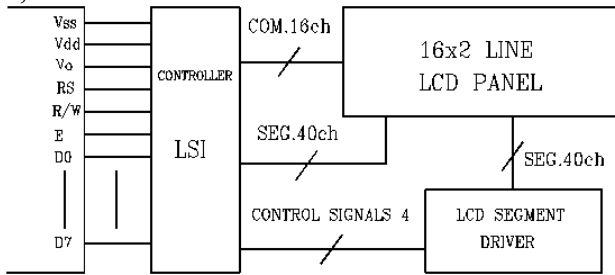 Vss
Vdd
Vo
RS
R/W
E
D0
D7
CONTROLLER
LSI
COM.16ch
SEG.40ch
CONTROL SIGNALS 4
16x2 LINE
LCD PANEL
SEG.40ch
LCD SEGMENT
DRIVER